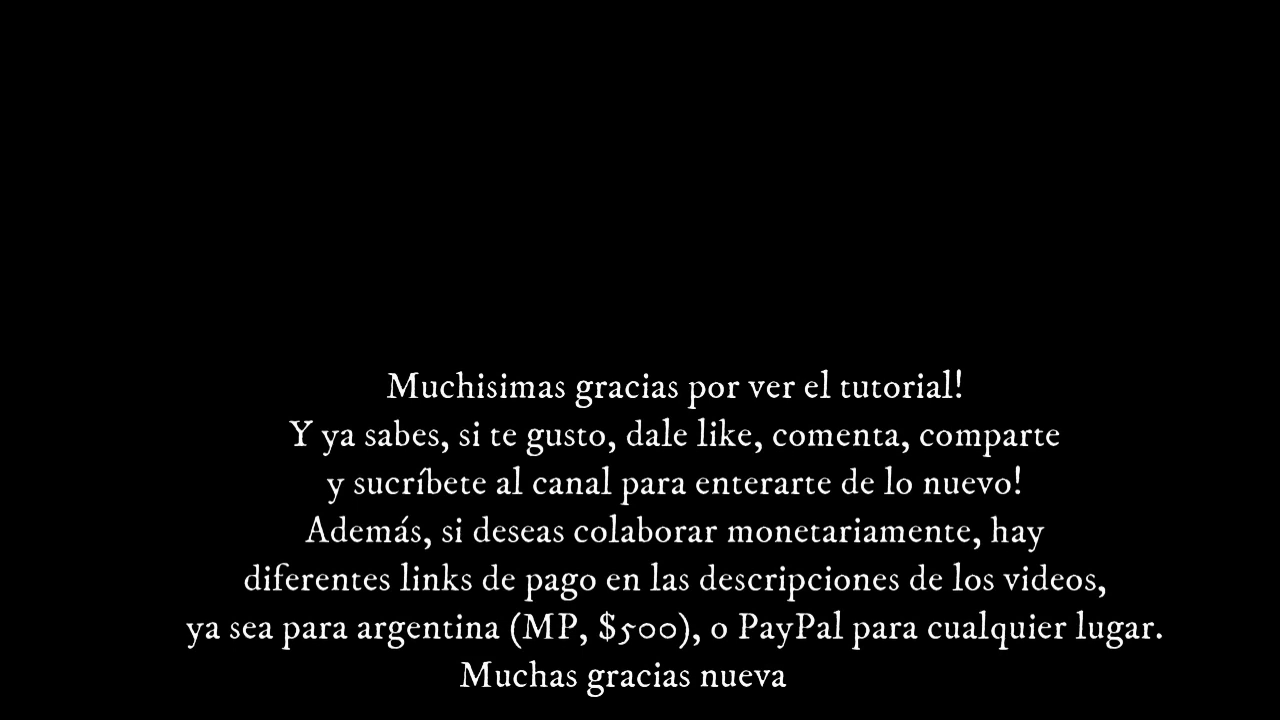 Muchisimas gracias por ver el tutorial!
Y ya sabes, si te gusto, dale like, comenta, comparte
y sucríbete al canal para enterarte de lo nuevo!
Además, si deseas colaborar monetariamente, hay
diferentes links de pago en las descripciones de los videos,
ya sea para argentina (MP, $500), o PayPal para cualquier lugar.
Muchas gracias nueva